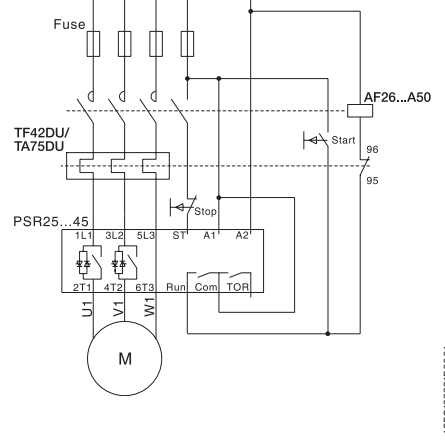 Fuse
AF26...A50
TF42DU/
TA75DU
Start
96
95
Stop
PSR25...45
1L1 3L2 5L3 ST A1 A2
2T1 4T2 6T3 Run Com TOR
U1 V1 W1
M